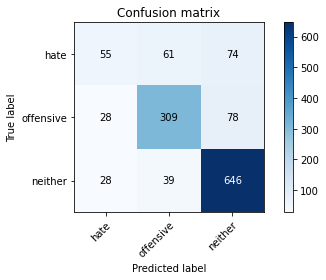 Confusion matrix
hate 55 61 74
offensive 28 309 78
neither 28 39 646
True label
hate offensive neither
Predicted label
600
500
400
300
200
100